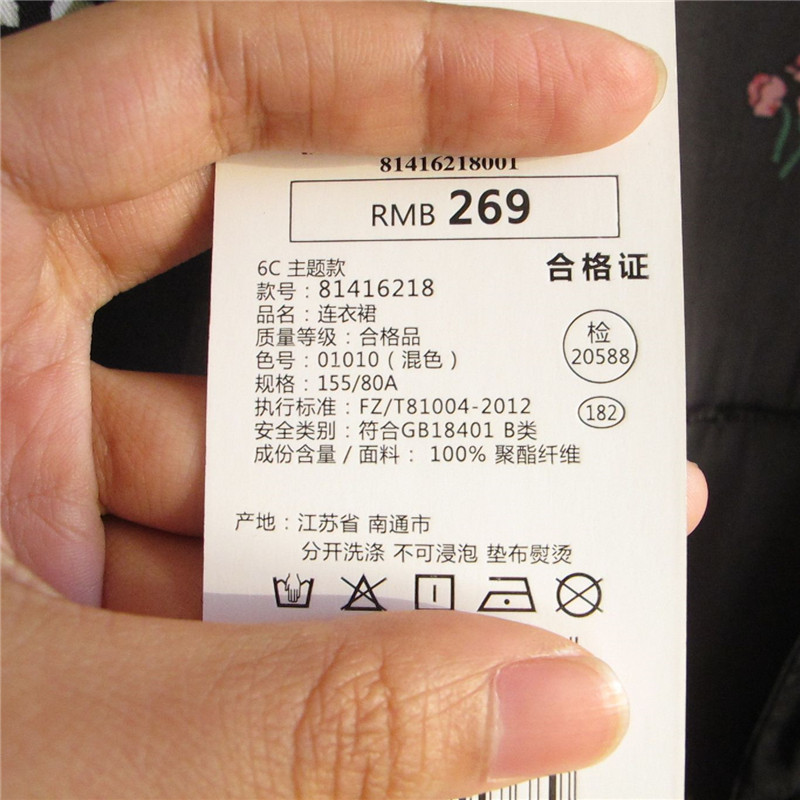 81416218001
RMB 269
合格证
6C 主题款
款号：81416218
品名：连衣裙
质量等级：合格品
色号：01010（混色）
规格：155/80A
执行标准：FZ/T81004-2012
安全类别：符合GB18401 B类
成份含量/面料：100% 聚酯纤维
检
20588
182
产地：江苏省 南通市
分开洗涤 不可浸泡 垫布熨烫